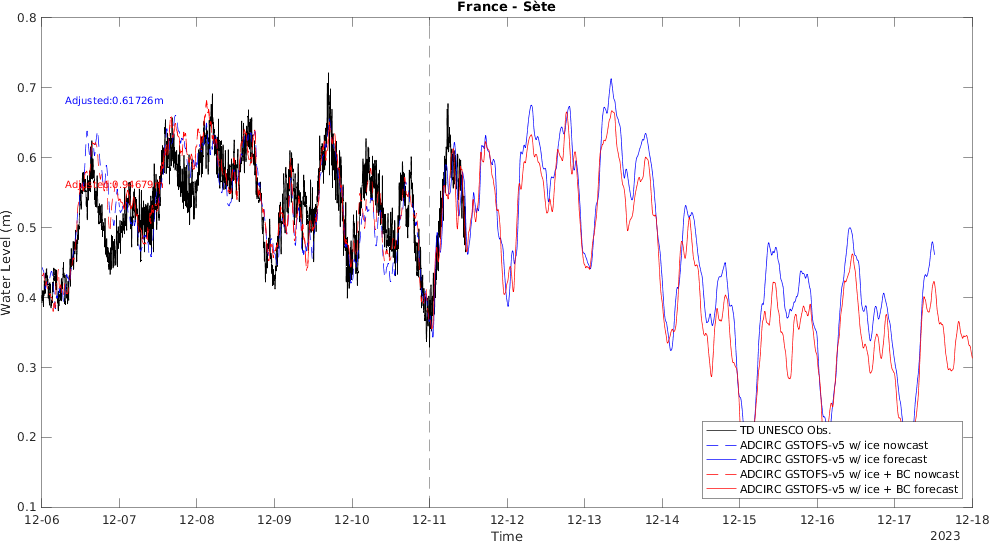 France - Sète
0.8
0.7
0.6
0.5
0.4
0.3
0.2
0.1
Water Level (m)
Adjusted:0.61726m
Adjusted:0.91679m
TD UNESCO Obs.
ADCIRC GSTOFS-v5 w/ ice nowcast
ADCIRC GSTOFS-v5 w/ ice forecast
ADCIRC GSTOFS-v5 w/ ice + BC nowcast
ADCIRC GSTOFS-v5 w/ ice + BC forecast
12-06 12-07 12-08 12-09 12-10 12-11 12-12 12-13 12-14 12-15 12-16 12-17 12-18
Time
2023